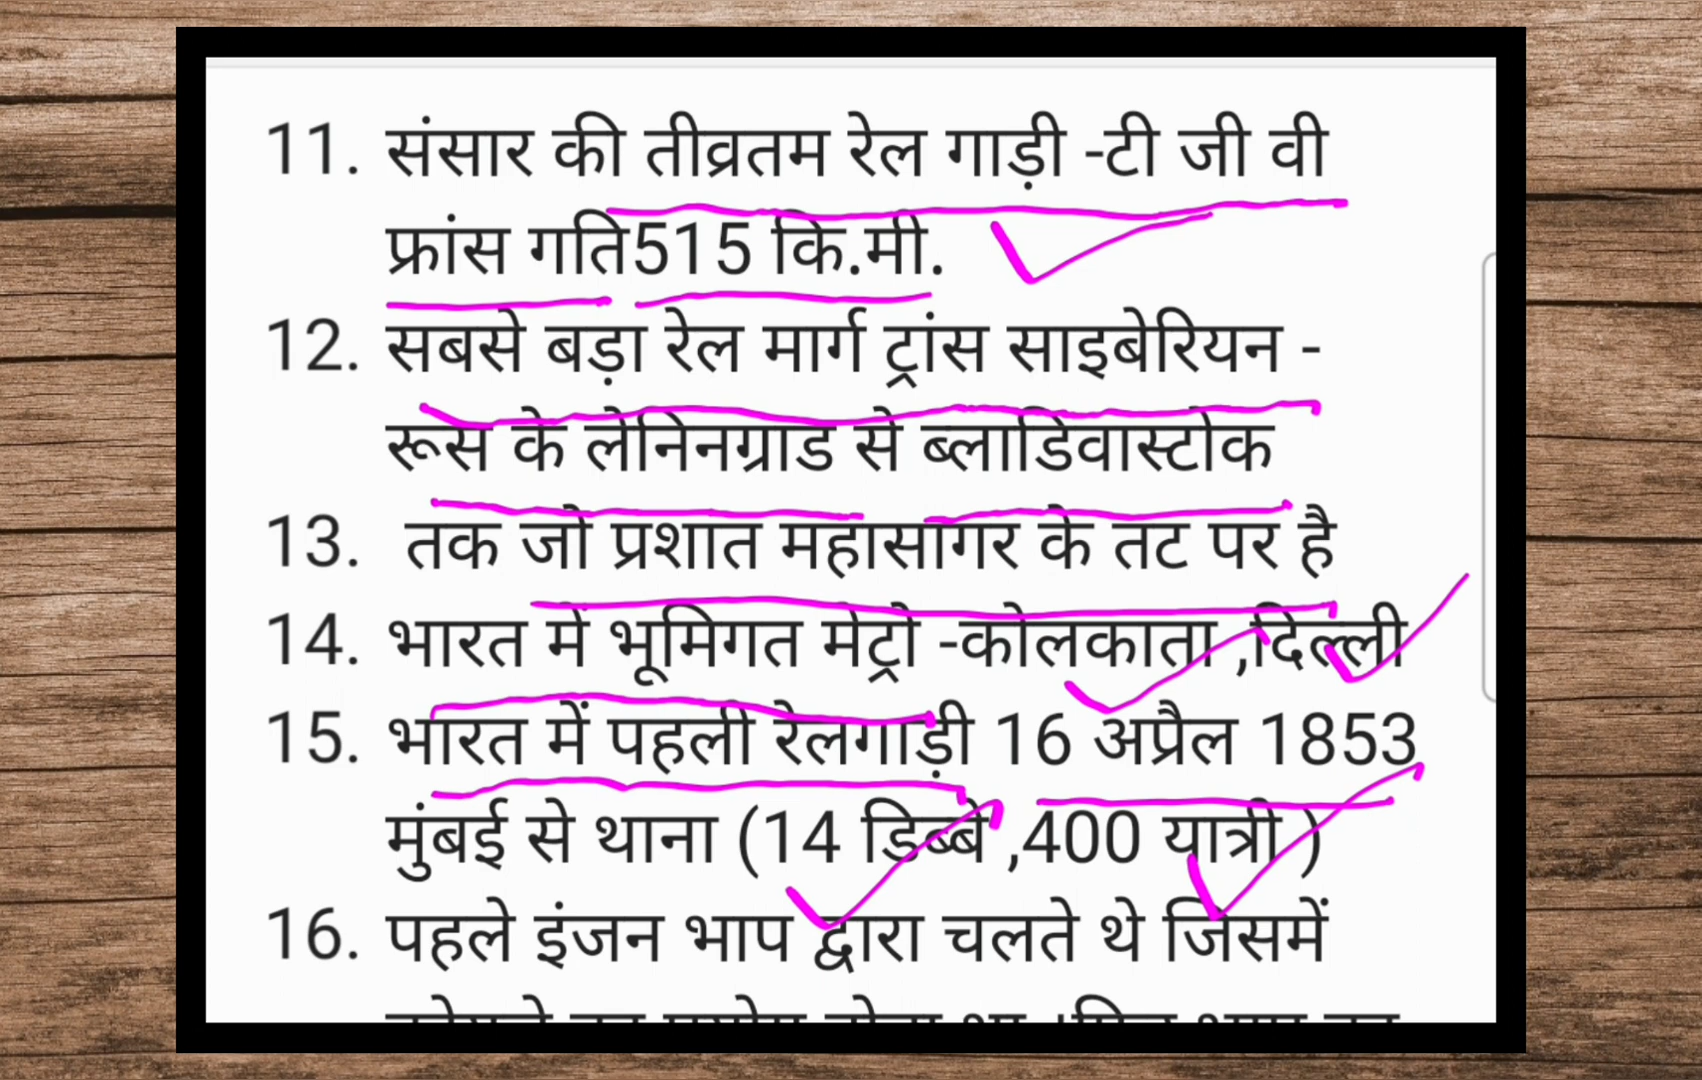 11. संसार की तीव्रतम रेल गाड़ी -टी जी वी
फ्रांस गति515 कि.मी.
12. सबसे बड़ा रेल मार्ग ट्रांस साइबेरियन -
रूस के लेनिनग्राड से ब्लाडिवास्टोक
13. तक जो प्रशात महासागर के तट पर है
14. भारत मे भूमिगत मेट्रो -कोलकाता ,दिल्ली
15. भारत में पहली रेलगाड़ी 16 अप्रैल 1853
मुंबई से थाना (14 डिब्बे ,400 यात्री )
16. पहले इंजन भाप द्वारा चलते थे जिसमें